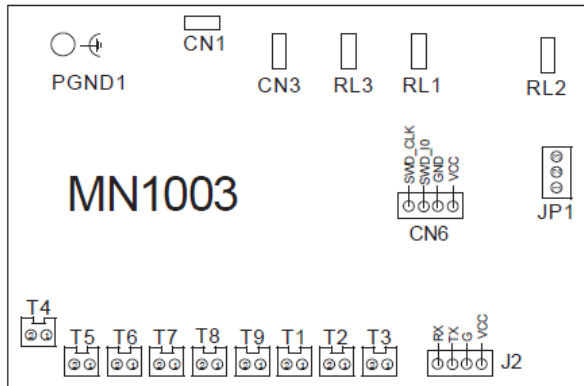 CN1
PGND1
CN3
RL3
RL1
RL2
SWD_CLK
SWD_I0
GND
VCC
MN1003
CN6
JP1
T4
T5
T6
T7
T8
T9
T1
T2
T3
RX
TX
G
VCC
J2